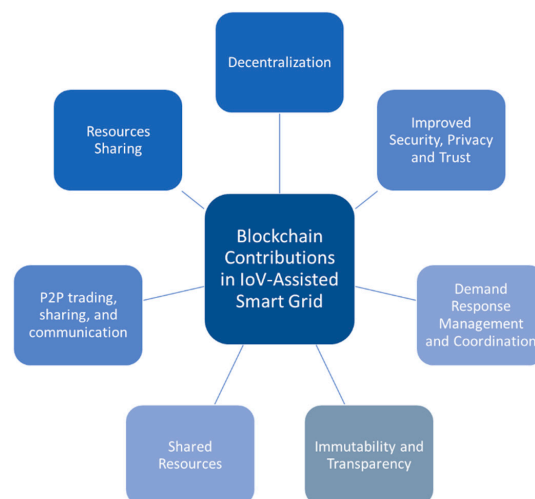 Decentralization
Improved
Security, Privacy
and Trust
Resources
Sharing
Blockchain
Contributions
in IoV-Assisted
Smart Grid
P2P trading,
sharing, and
communication
Demand
Response
Management
and Coordination
Shared
Resources
Immutability and
Transparency